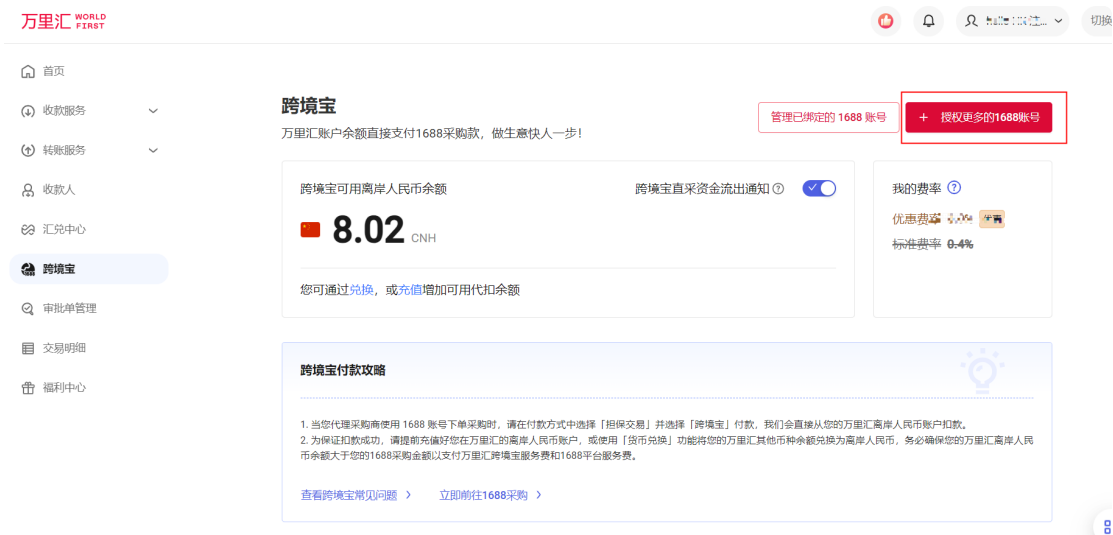 万里汇 WORLD FIRST
切换
首页
收款服务
转账服务
收款人
汇兑中心
跨境宝
审批单管理
交易明细
福利中心
跨境宝
万里汇账户余额直接支付1688采购款，做生意快人一步！
管理已绑定的 1688 账号
+ 授权更多的1688账号
跨境宝可用离岸人民币余额
跨境宝直采资金流出通知
8.02 CNH
您可通过兑换，或充值增加可用代扣余额
我的费率
优惠费率
标准费率 0.4%
跨境宝付款攻略
1. 当您代理采购商使用 1688 账号下单采购时，请在付款方式中选择「担保交易」并选择「跨境宝」付款，我们会直接从您的万里汇离岸人民币账户扣款。
2. 为保证扣款成功，请提前充值好您在万里汇的离岸人民币账户，或使用「货币兑换」功能将您的万里汇其他币种余额兑换为离岸人民币，务必确保您的万里汇离岸人民
币余额大于您的1688采购金额以支付万里汇跨境宝服务费和1688平台服务费。
查看跨境宝常见问题
立即前往1688采购